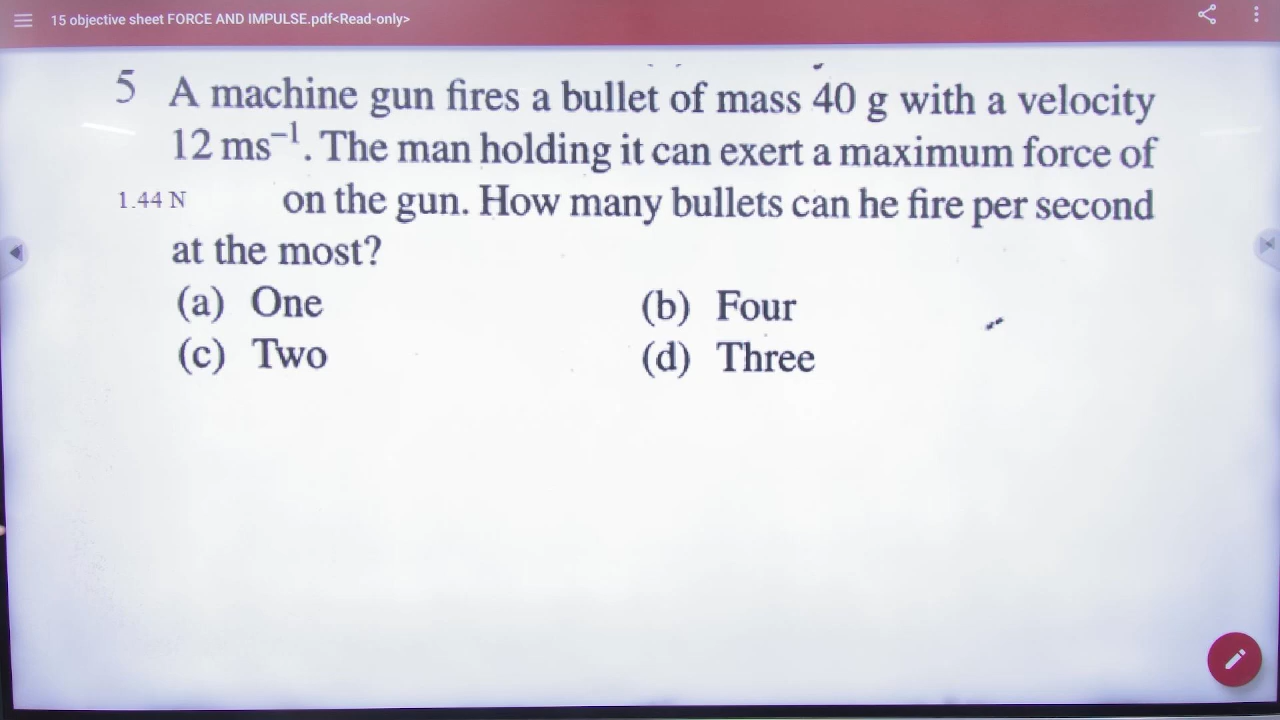 15 objective sheet FORCE AND IMPULSE.pdf<Read-only>
5 A machine gun fires a bullet of mass 40 g with a velocity
12 ms⁻¹. The man holding it can exert a maximum force of
1.44 N on the gun. How many bullets can he fire per second
at the most?
(a) One (b) Four
(c) Two (d) Three